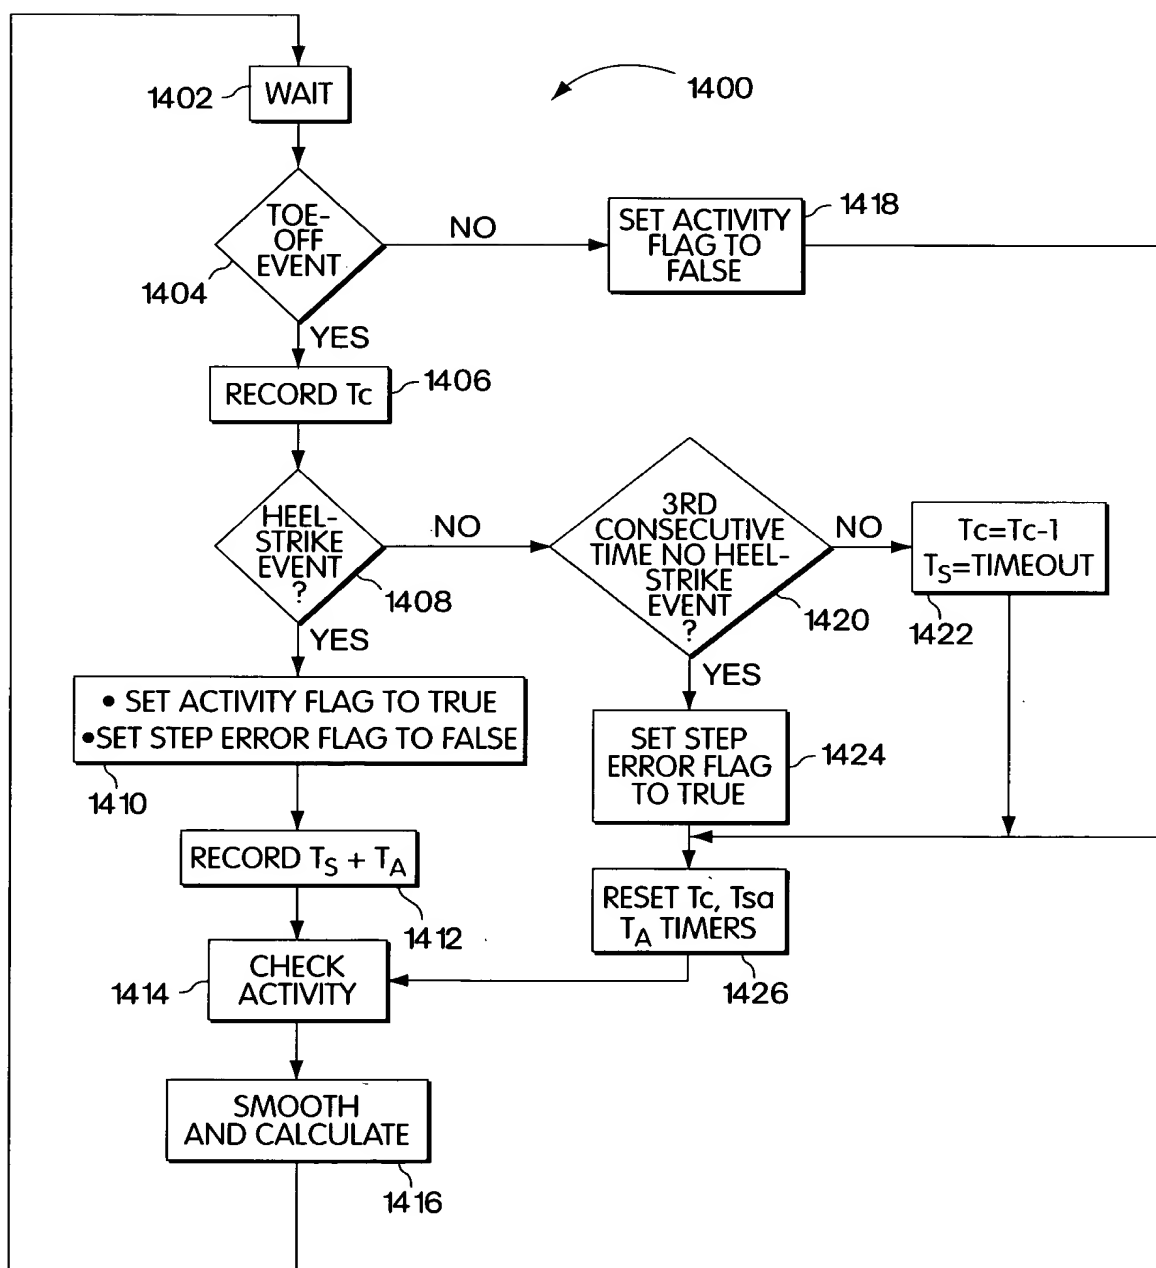 1400
1402
WAIT
TOE-
OFF
EVENT
1404
NO
YES
SET ACTIVITY
FLAG TO
FALSE
1418
RECORD Tc
1406
HEEL-
STRIKE
EVENT
?
1408
NO
YES
3RD
CONSECUTIVE
TIME NO HEEL-
STRIKE
EVENT
?
1420
NO
YES
Tc=Tc-1
TS=TIMEOUT
1422
• SET ACTIVITY FLAG TO TRUE
•SET STEP ERROR FLAG TO FALSE
1410
SET STEP
ERROR FLAG
TO TRUE
1424
RECORD TS + TA
1412
RESET Tc, Tsa
TA TIMERS
1426
CHECK
ACTIVITY
1414
SMOOTH
AND CALCULATE
1416